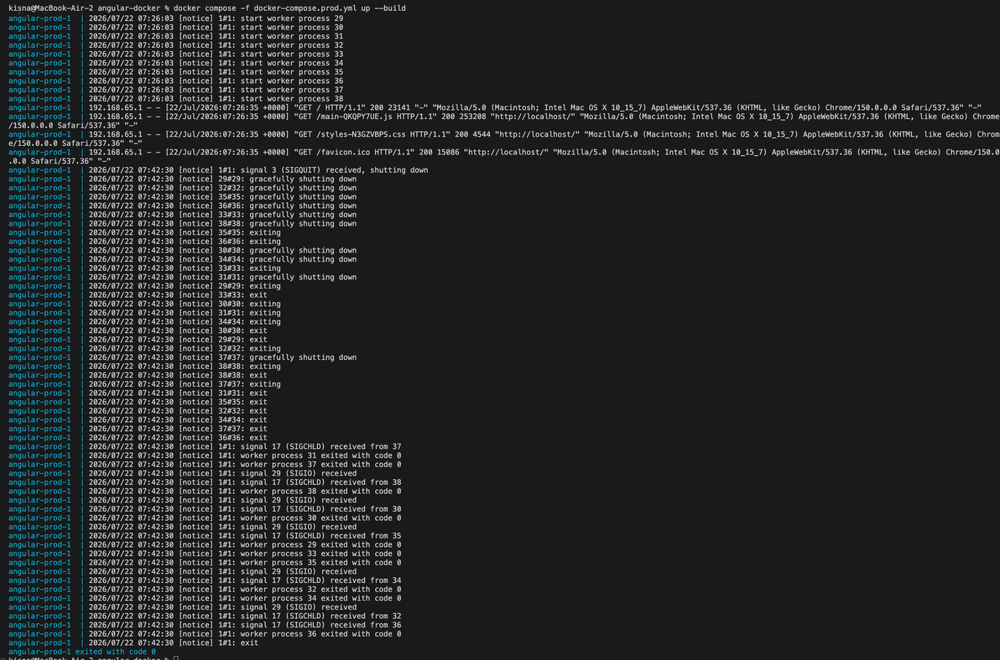 kisna@MacBook-Air-2 angular-docker % docker compose -f docker-compose.prod.yml up --build
angular-prod-1  | 2026/07/22 07:26:03 [notice] 1#1: start worker process 29
angular-prod-1  | 2026/07/22 07:26:03 [notice] 1#1: start worker process 30
angular-prod-1  | 2026/07/22 07:26:03 [notice] 1#1: start worker process 31
angular-prod-1  | 2026/07/22 07:26:03 [notice] 1#1: start worker process 32
angular-prod-1  | 2026/07/22 07:26:03 [notice] 1#1: start worker process 33
angular-prod-1  | 2026/07/22 07:26:03 [notice] 1#1: start worker process 34
angular-prod-1  | 2026/07/22 07:26:03 [notice] 1#1: start worker process 35
angular-prod-1  | 2026/07/22 07:26:03 [notice] 1#1: start worker process 36
angular-prod-1  | 2026/07/22 07:26:03 [notice] 1#1: start worker process 37
angular-prod-1  | 2026/07/22 07:26:03 [notice] 1#1: start worker process 38
angular-prod-1  | 192.168.65.1 - - [22/Jul/2026:07:26:35 +0000] "GET / HTTP/1.1" 200 23141 "-" "Mozilla/5.0 (Macintosh; Intel Mac OS X 10_15_7) AppleWebKit/537.36 (KHTML, like Gecko) Chrome/150.0.0.0 Safari/537.36" "-"
angular-prod-1  | 192.168.65.1 - - [22/Jul/2026:07:26:35 +0000] "GET /main-QKQPY7UE.js HTTP/1.1" 200 253208 "http://localhost/" "Mozilla/5.0 (Macintosh; Intel Mac OS X 10_15_7) AppleWebKit/537.36 (KHTML, like Gecko) Chrome
/150.0.0.0 Safari/537.36" "-"
angular-prod-1  | 192.168.65.1 - - [22/Jul/2026:07:26:35 +0000] "GET /styles-N3GZVBPS.css HTTP/1.1" 200 4544 "http://localhost/" "Mozilla/5.0 (Macintosh; Intel Mac OS X 10_15_7) AppleWebKit/537.36 (KHTML, like Gecko) Chrom
e/150.0.0.0 Safari/537.36" "-"
angular-prod-1  | 192.168.65.1 - - [22/Jul/2026:07:26:35 +0000] "GET /favicon.ico HTTP/1.1" 200 15086 "http://localhost/" "Mozilla/5.0 (Macintosh; Intel Mac OS X 10_15_7) AppleWebKit/537.36 (KHTML, like Gecko) Chrome/150.0
.0.0 Safari/537.36" "-"
angular-prod-1  | 2026/07/22 07:42:30 [notice] 1#1: signal 3 (SIGQUIT) received, shutting down
angular-prod-1  | 2026/07/22 07:42:30 [notice] 29#29: gracefully shutting down
angular-prod-1  | 2026/07/22 07:42:30 [notice] 32#32: gracefully shutting down
angular-prod-1  | 2026/07/22 07:42:30 [notice] 35#35: gracefully shutting down
angular-prod-1  | 2026/07/22 07:42:30 [notice] 36#36: gracefully shutting down
angular-prod-1  | 2026/07/22 07:42:30 [notice] 33#33: gracefully shutting down
angular-prod-1  | 2026/07/22 07:42:30 [notice] 38#38: gracefully shutting down
angular-prod-1  | 2026/07/22 07:42:30 [notice] 35#35: exiting
angular-prod-1  | 2026/07/22 07:42:30 [notice] 36#36: exiting
angular-prod-1  | 2026/07/22 07:42:30 [notice] 30#30: gracefully shutting down
angular-prod-1  | 2026/07/22 07:42:30 [notice] 34#34: gracefully shutting down
angular-prod-1  | 2026/07/22 07:42:30 [notice] 33#33: exiting
angular-prod-1  | 2026/07/22 07:42:30 [notice] 31#31: gracefully shutting down
angular-prod-1  | 2026/07/22 07:42:30 [notice] 29#29: exiting
angular-prod-1  | 2026/07/22 07:42:30 [notice] 33#33: exit
angular-prod-1  | 2026/07/22 07:42:30 [notice] 30#30: exiting
angular-prod-1  | 2026/07/22 07:42:30 [notice] 31#31: exiting
angular-prod-1  | 2026/07/22 07:42:30 [notice] 34#34: exiting
angular-prod-1  | 2026/07/22 07:42:30 [notice] 30#30: exit
angular-prod-1  | 2026/07/22 07:42:30 [notice] 29#29: exit
angular-prod-1  | 2026/07/22 07:42:30 [notice] 32#32: exiting
angular-prod-1  | 2026/07/22 07:42:30 [notice] 37#37: gracefully shutting down
angular-prod-1  | 2026/07/22 07:42:30 [notice] 38#38: exiting
angular-prod-1  | 2026/07/22 07:42:30 [notice] 38#38: exit
angular-prod-1  | 2026/07/22 07:42:30 [notice] 37#37: exiting
angular-prod-1  | 2026/07/22 07:42:30 [notice] 31#31: exit
angular-prod-1  | 2026/07/22 07:42:30 [notice] 35#35: exit
angular-prod-1  | 2026/07/22 07:42:30 [notice] 32#32: exit
angular-prod-1  | 2026/07/22 07:42:30 [notice] 34#34: exit
angular-prod-1  | 2026/07/22 07:42:30 [notice] 37#37: exit
angular-prod-1  | 2026/07/22 07:42:30 [notice] 36#36: exit
angular-prod-1  | 2026/07/22 07:42:30 [notice] 1#1: signal 17 (SIGCHLD) received from 37
angular-prod-1  | 2026/07/22 07:42:30 [notice] 1#1: worker process 31 exited with code 0
angular-prod-1  | 2026/07/22 07:42:30 [notice] 1#1: worker process 37 exited with code 0
angular-prod-1  | 2026/07/22 07:42:30 [notice] 1#1: signal 29 (SIGIO) received
angular-prod-1  | 2026/07/22 07:42:30 [notice] 1#1: signal 17 (SIGCHLD) received from 38
angular-prod-1  | 2026/07/22 07:42:30 [notice] 1#1: worker process 38 exited with code 0
angular-prod-1  | 2026/07/22 07:42:30 [notice] 1#1: signal 29 (SIGIO) received
angular-prod-1  | 2026/07/22 07:42:30 [notice] 1#1: signal 17 (SIGCHLD) received from 30
angular-prod-1  | 2026/07/22 07:42:30 [notice] 1#1: worker process 30 exited with code 0
angular-prod-1  | 2026/07/22 07:42:30 [notice] 1#1: signal 29 (SIGIO) received
angular-prod-1  | 2026/07/22 07:42:30 [notice] 1#1: signal 17 (SIGCHLD) received from 35
angular-prod-1  | 2026/07/22 07:42:30 [notice] 1#1: worker process 29 exited with code 0
angular-prod-1  | 2026/07/22 07:42:30 [notice] 1#1: worker process 33 exited with code 0
angular-prod-1  | 2026/07/22 07:42:30 [notice] 1#1: worker process 35 exited with code 0
angular-prod-1  | 2026/07/22 07:42:30 [notice] 1#1: signal 29 (SIGIO) received
angular-prod-1  | 2026/07/22 07:42:30 [notice] 1#1: signal 17 (SIGCHLD) received from 34
angular-prod-1  | 2026/07/22 07:42:30 [notice] 1#1: worker process 32 exited with code 0
angular-prod-1  | 2026/07/22 07:42:30 [notice] 1#1: worker process 34 exited with code 0
angular-prod-1  | 2026/07/22 07:42:30 [notice] 1#1: signal 29 (SIGIO) received
angular-prod-1  | 2026/07/22 07:42:30 [notice] 1#1: signal 17 (SIGCHLD) received from 32
angular-prod-1  | 2026/07/22 07:42:30 [notice] 1#1: signal 17 (SIGCHLD) received from 36
angular-prod-1  | 2026/07/22 07:42:30 [notice] 1#1: worker process 36 exited with code 0
angular-prod-1  | 2026/07/22 07:42:30 [notice] 1#1: exit
angular-prod-1 exited with code 0
kisna@MacBook-Air-2 angular-docker %